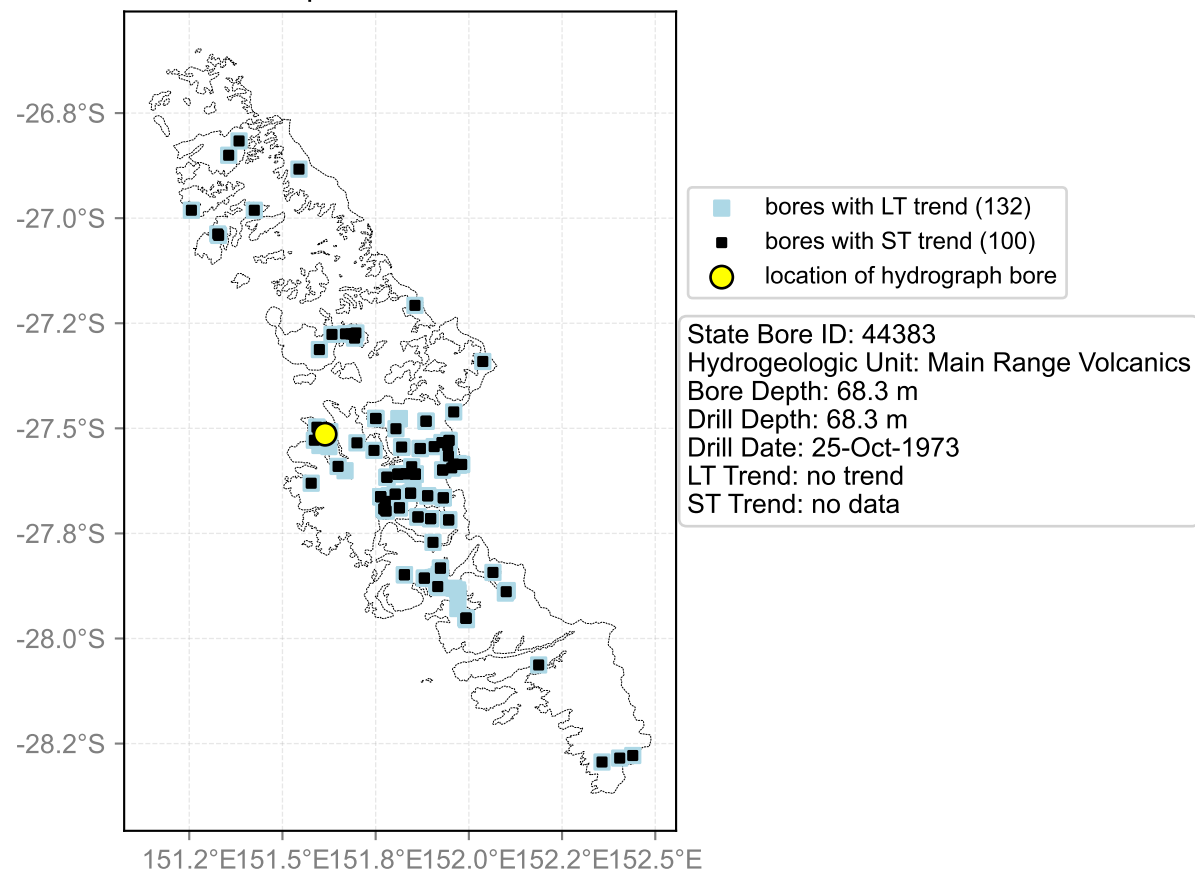 -26.8°S
-27.0°S
-27.2°S
-27.5°S
-27.8°S
-28.0°S
-28.2°S
151.2°E151.5°E151.8°E152.0°E152.2°E152.5°E
bores with LT trend (132)
bores with ST trend (100)
location of hydrograph bore
State Bore ID: 44383
Hydrogeologic Unit: Main Range Volcanics
Bore Depth: 68.3 m
Drill Depth: 68.3 m
Drill Date: 25-Oct-1973
LT Trend: no trend
ST Trend: no data